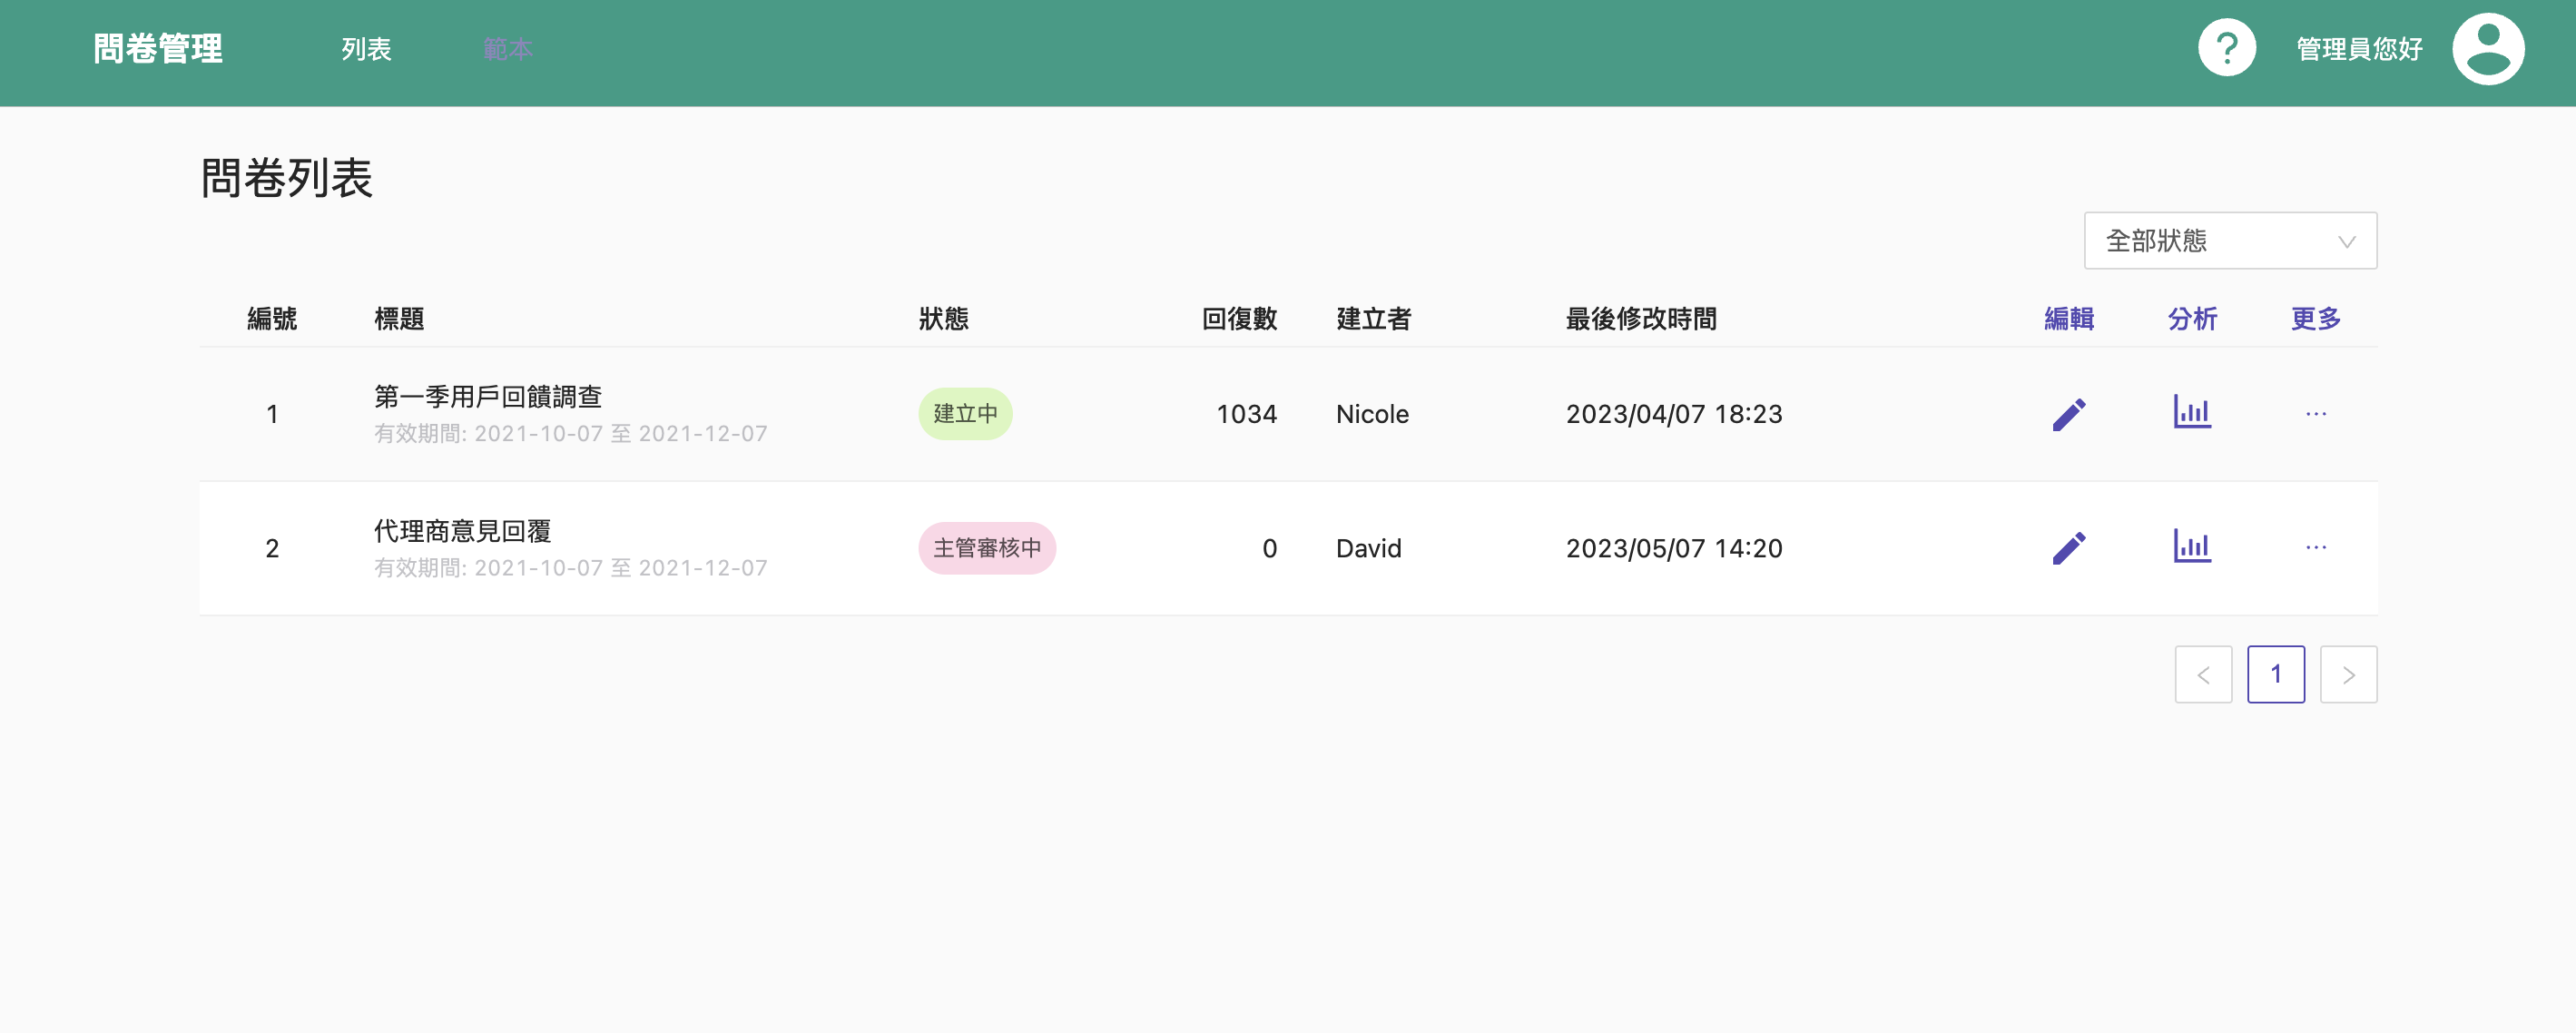 問卷管理 列表 範本 ? 管理員您好
問卷列表
全部狀態
編號 標題 狀態 回復數 建立者 最後修改時間 編輯 分析 更多
1 第一季用戶回饋調查 建立中 1034 Nicole 2023/04/07 18:23 ...
有效期間: 2021-10-07 至 2021-12-07
2 代理商意見回覆 主管審核中 0 David 2023/05/07 14:20 ...
有效期間: 2021-10-07 至 2021-12-07
< 1 >